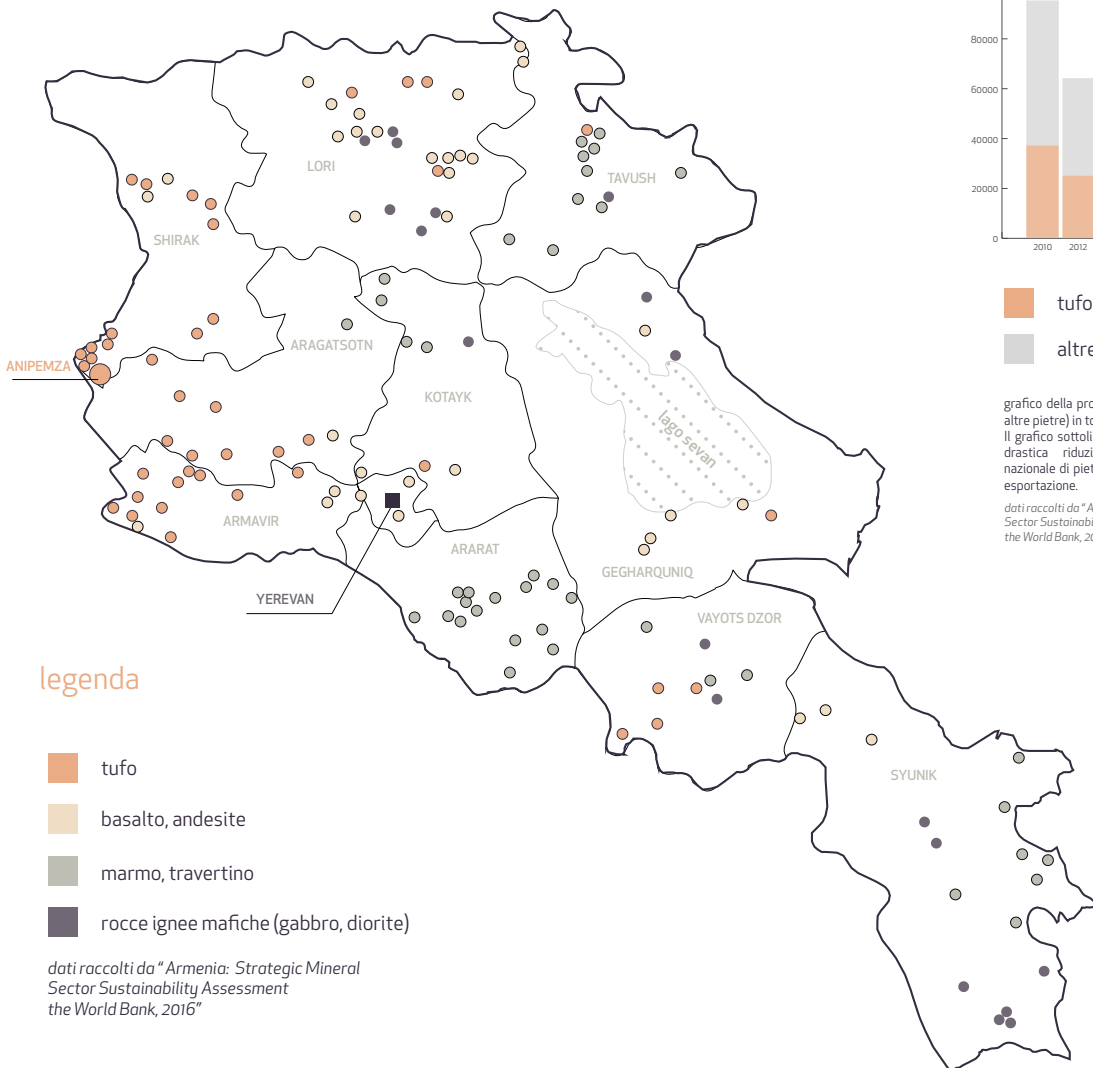 80000
60000
40000
20000
0
2010 2012
tufo
altre
grafico della pro
altre pietre) in to
Il grafico sottoli
drastica riduzi
nazionale di piet
esportazione.
dati raccolti da “A
Sector Sustainabi
the World Bank, 20
LORI
TAVUSH
SHIRAK
ARAGATSOTN
ANIPEMZA
KOTAYK
lago sevan
ARMAVIR
ARARAT
GEGHARQUNIQ
YEREVAN
VAYOTS DZOR
SYUNIK
legenda
tufo
basalto, andesite
marmo, travertino
rocce ignee mafiche (gabbro, diorite)
dati raccolti da “ Armenia: Strategic Mineral
Sector Sustainability Assessment
the World Bank, 2016”